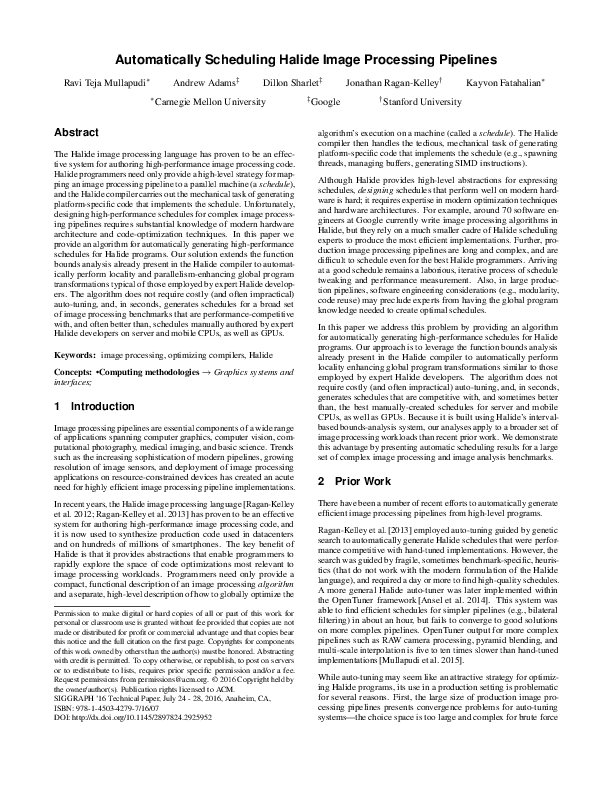 Automatically Scheduling Halide Image Processing Pipelines
Ravi Teja Mullapudi* Andrew Adams‡ Dillon Sharlet‡ Jonathan Ragan-Kelley† Kayvon Fatahalian*
*Carnegie Mellon University ‡Google †Stanford University
Abstract
The Halide image processing language has proven to be an effec-
tive system for authoring high-performance image processing code.
Halide programmers need only provide a high-level strategy for map-
ping an image processing pipeline to a parallel machine (a schedule),
and the Halide compiler carries out the mechanical task of generating
platform-specific code that implements the schedule. Unfortunately,
designing high-performance schedules for complex image process-
ing pipelines requires substantial knowledge of modern hardware
architecture and code-optimization techniques. In this paper we
provide an algorithm for automatically generating high-performance
schedules for Halide programs. Our solution extends the function
bounds analysis already present in the Halide compiler to automat-
ically perform locality and parallelism-enhancing global program
transformations typical of those employed by expert Halide develop-
ers. The algorithm does not require costly (and often impractical)
auto-tuning, and, in seconds, generates schedules for a broad set
of image processing benchmarks that are performance-competitive
with, and often better than, schedules manually authored by expert
Halide developers on server and mobile CPUs, as well as GPUs.
Keywords: image processing, optimizing compilers, Halide
Concepts: •Computing methodologies → Graphics systems and
interfaces;
1 Introduction
Image processing pipelines are essential components of a wide range
of applications spanning computer graphics, computer vision, com-
putational photography, medical imaging, and basic science. Trends
such as the increasing sophistication of modern pipelines, growing
resolution of image sensors, and deployment of image processing
applications on resource-constrained devices has created an acute
need for highly efficient image processing pipeline implementations.
In recent years, the Halide image processing language [Ragan-Kelley
et al. 2012; Ragan-Kelley et al. 2013] has proven to be an effective
system for authoring high-performance image processing code, and
it is now used to synthesize production code used in datacenters
and on hundreds of millions of smartphones. The key benefit of
Halide is that it provides abstractions that enable programmers to
rapidly explore the space of code optimizations most relevant to
image processing workloads. Programmers need only provide a
compact, functional description of an image processing algorithm
and a separate, high-level description of how to globally optimize the
Permission to make digital or hard copies of all or part of this work for
personal or classroom use is granted without fee provided that copies are not
made or distributed for profit or commercial advantage and that copies bear
this notice and the full citation on the first page. Copyrights for components
of this work owned by others than the author(s) must be honored. Abstracting
with credit is permitted. To copy otherwise, or republish, to post on servers
or to redistribute to lists, requires prior specific permission and/or a fee.
Request permissions from permissions@acm.org. © 2016 Copyright held by
the owner/author(s). Publication rights licensed to ACM.
SIGGRAPH '16 Technical Paper, July 24 - 28, 2016, Anaheim, CA,
ISBN: 978-1-4503-4279-7/16/07
DOI: http://dx.doi.org/10.1145/2897824.2925952
algorithm's execution on a machine (called a schedule). The Halide
compiler then handles the tedious, mechanical task of generating
platform-specific code that implements the schedule (e.g., spawning
threads, managing buffers, generating SIMD instructions).
Although Halide provides high-level abstractions for expressing
schedules, designing schedules that perform well on modern hard-
ware is hard; it requires expertise in modern optimization techniques
and hardware architectures. For example, around 70 software en-
gineers at Google currently write image processing algorithms in
Halide, but they rely on a much smaller cadre of Halide scheduling
experts to produce the most efficient implementations. Further, pro-
duction image processing pipelines are long and complex, and are
difficult to schedule even for the best Halide programmers. Arriving
at a good schedule remains a laborious, iterative process of schedule
tweaking and performance measurement. Also, in large produc-
tion pipelines, software engineering considerations (e.g., modularity,
code reuse) may preclude experts from having the global program
knowledge needed to create optimal schedules.
In this paper we address this problem by providing an algorithm
for automatically generating high-performance schedules for Halide
programs. Our approach is to leverage the function bounds analysis
already present in the Halide compiler to automatically perform
locality enhancing global program transformations similar to those
employed by expert Halide developers. The algorithm does not
require costly (and often impractical) auto-tuning, and, in seconds,
generates schedules that are competitive with, and sometimes better
than, the best manually-created schedules for server and mobile
CPUs, as well as GPUs. Because it is built using Halide's interval-
based bounds-analysis system, our analyses apply to a broader set of
image processing workloads than recent prior work. We demonstrate
this advantage by presenting automatic scheduling results for a large
set of complex image processing and image analysis benchmarks.
2 Prior Work
There have been a number of recent efforts to automatically generate
efficient image processing pipelines from high-level programs.
Ragan-Kelley et al. [2013] employed auto-tuning guided by genetic
search to automatically generate Halide schedules that were perfor-
mance competitive with hand-tuned implementations. However, the
search was guided by fragile, sometimes benchmark-specific, heuris-
tics (that do not work with the modern formulation of the Halide
language), and required a day or more to find high-quality schedules.
A more general Halide auto-tuner was later implemented within
the OpenTuner framework [Ansel et al. 2014]. This system was
able to find efficient schedules for simpler pipelines (e.g., bilateral
filtering) in about an hour, but fails to converge to good solutions
on more complex pipelines. OpenTuner output for more complex
pipelines such as RAW camera processing, pyramid blending, and
multi-scale interpolation is five to ten times slower than hand-tuned
implementations [Mullapudi et al. 2015].
While auto-tuning may seem like an attractive strategy for optimiz-
ing Halide programs, its use in a production setting is problematic
for several reasons. First, the large size of production image pro-
cessing pipelines presents convergence problems for auto-tuning
systems—the choice space is too large and complex for brute force